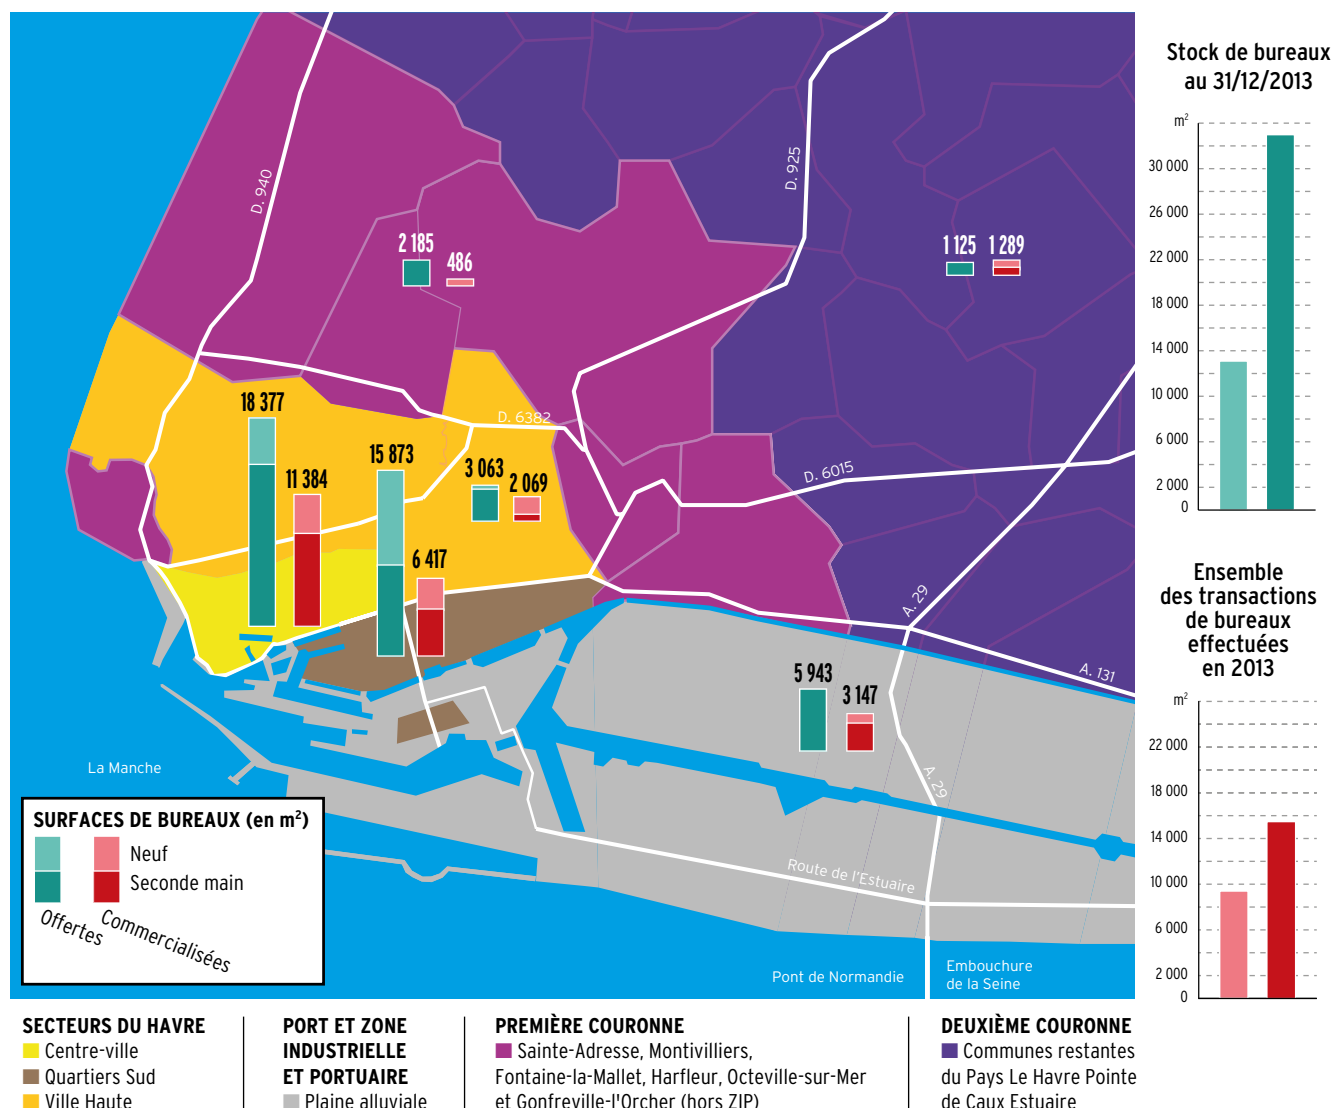 Stock de bureaux
au 31/12/2013
m²
30 000
26 000
22 000
18 000
14 000
10 000
6 000
2 000
0
Ensemble
des transactions
de bureaux
effectuées
en 2013
m²
22 000
18 000
14 000
10 000
6 000
2 000
0
D. 940
D. 925
2 185
486
1 125
1 289
18 377
11 384
15 873
6 417
3 063
2 069
D. 6382
D. 6015
A. 29
A. 131
5 943
3 147
A. 29
La Manche
Route de l'Estuaire
Pont de Normandie
Embouchure
de la Seine
SURFACES DE BUREAUX (en m²)
Neuf
Seconde main
Offertes
Commercialisées
SECTEURS DU HAVRE
Centre-ville
Quartiers Sud
Ville Haute
PORT ET ZONE
INDUSTRIELLE
ET PORTUAIRE
Plaine alluviale
PREMIÈRE COURONNE
Sainte-Adresse, Montivilliers,
Fontaine-la-Mallet, Harfleur, Octeville-sur-Mer
et Gonfreville-l'Orcher (hors ZIP)
DEUXIÈME COURONNE
Communes restantes
du Pays Le Havre Pointe
de Caux Estuaire